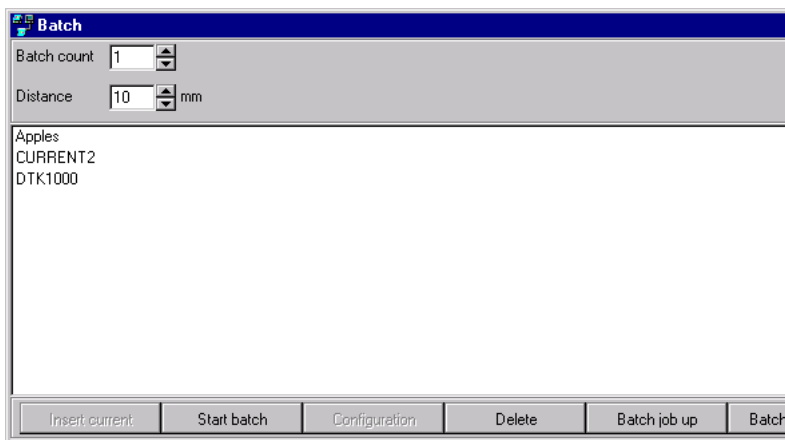 Batch
Batch count 1
Distance 10 mm
Apples
CURRENT2
DTK1000
Insert current Start batch Configuration Delete Batch job up Batch